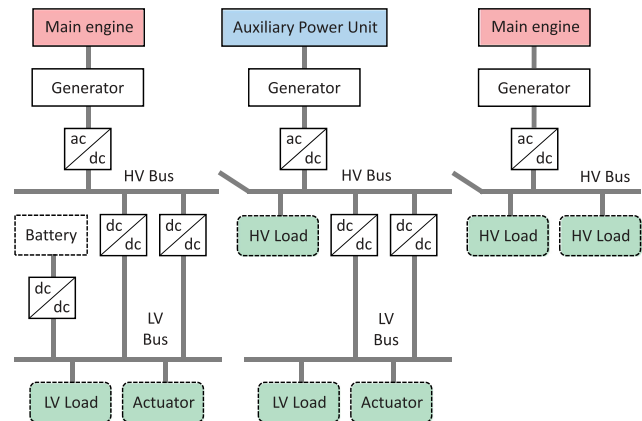 Main engine
Auxiliary Power Unit
Main engine
Generator
Generator
Generator
ac
dc
ac
dc
ac
dc
HV Bus
HV Bus
HV Bus
Battery
dc
dc
dc
dc
HV Load
dc
dc
dc
dc
HV Load
HV Load
dc
dc
LV
Bus
LV
Bus
LV Load
Actuator
LV Load
Actuator